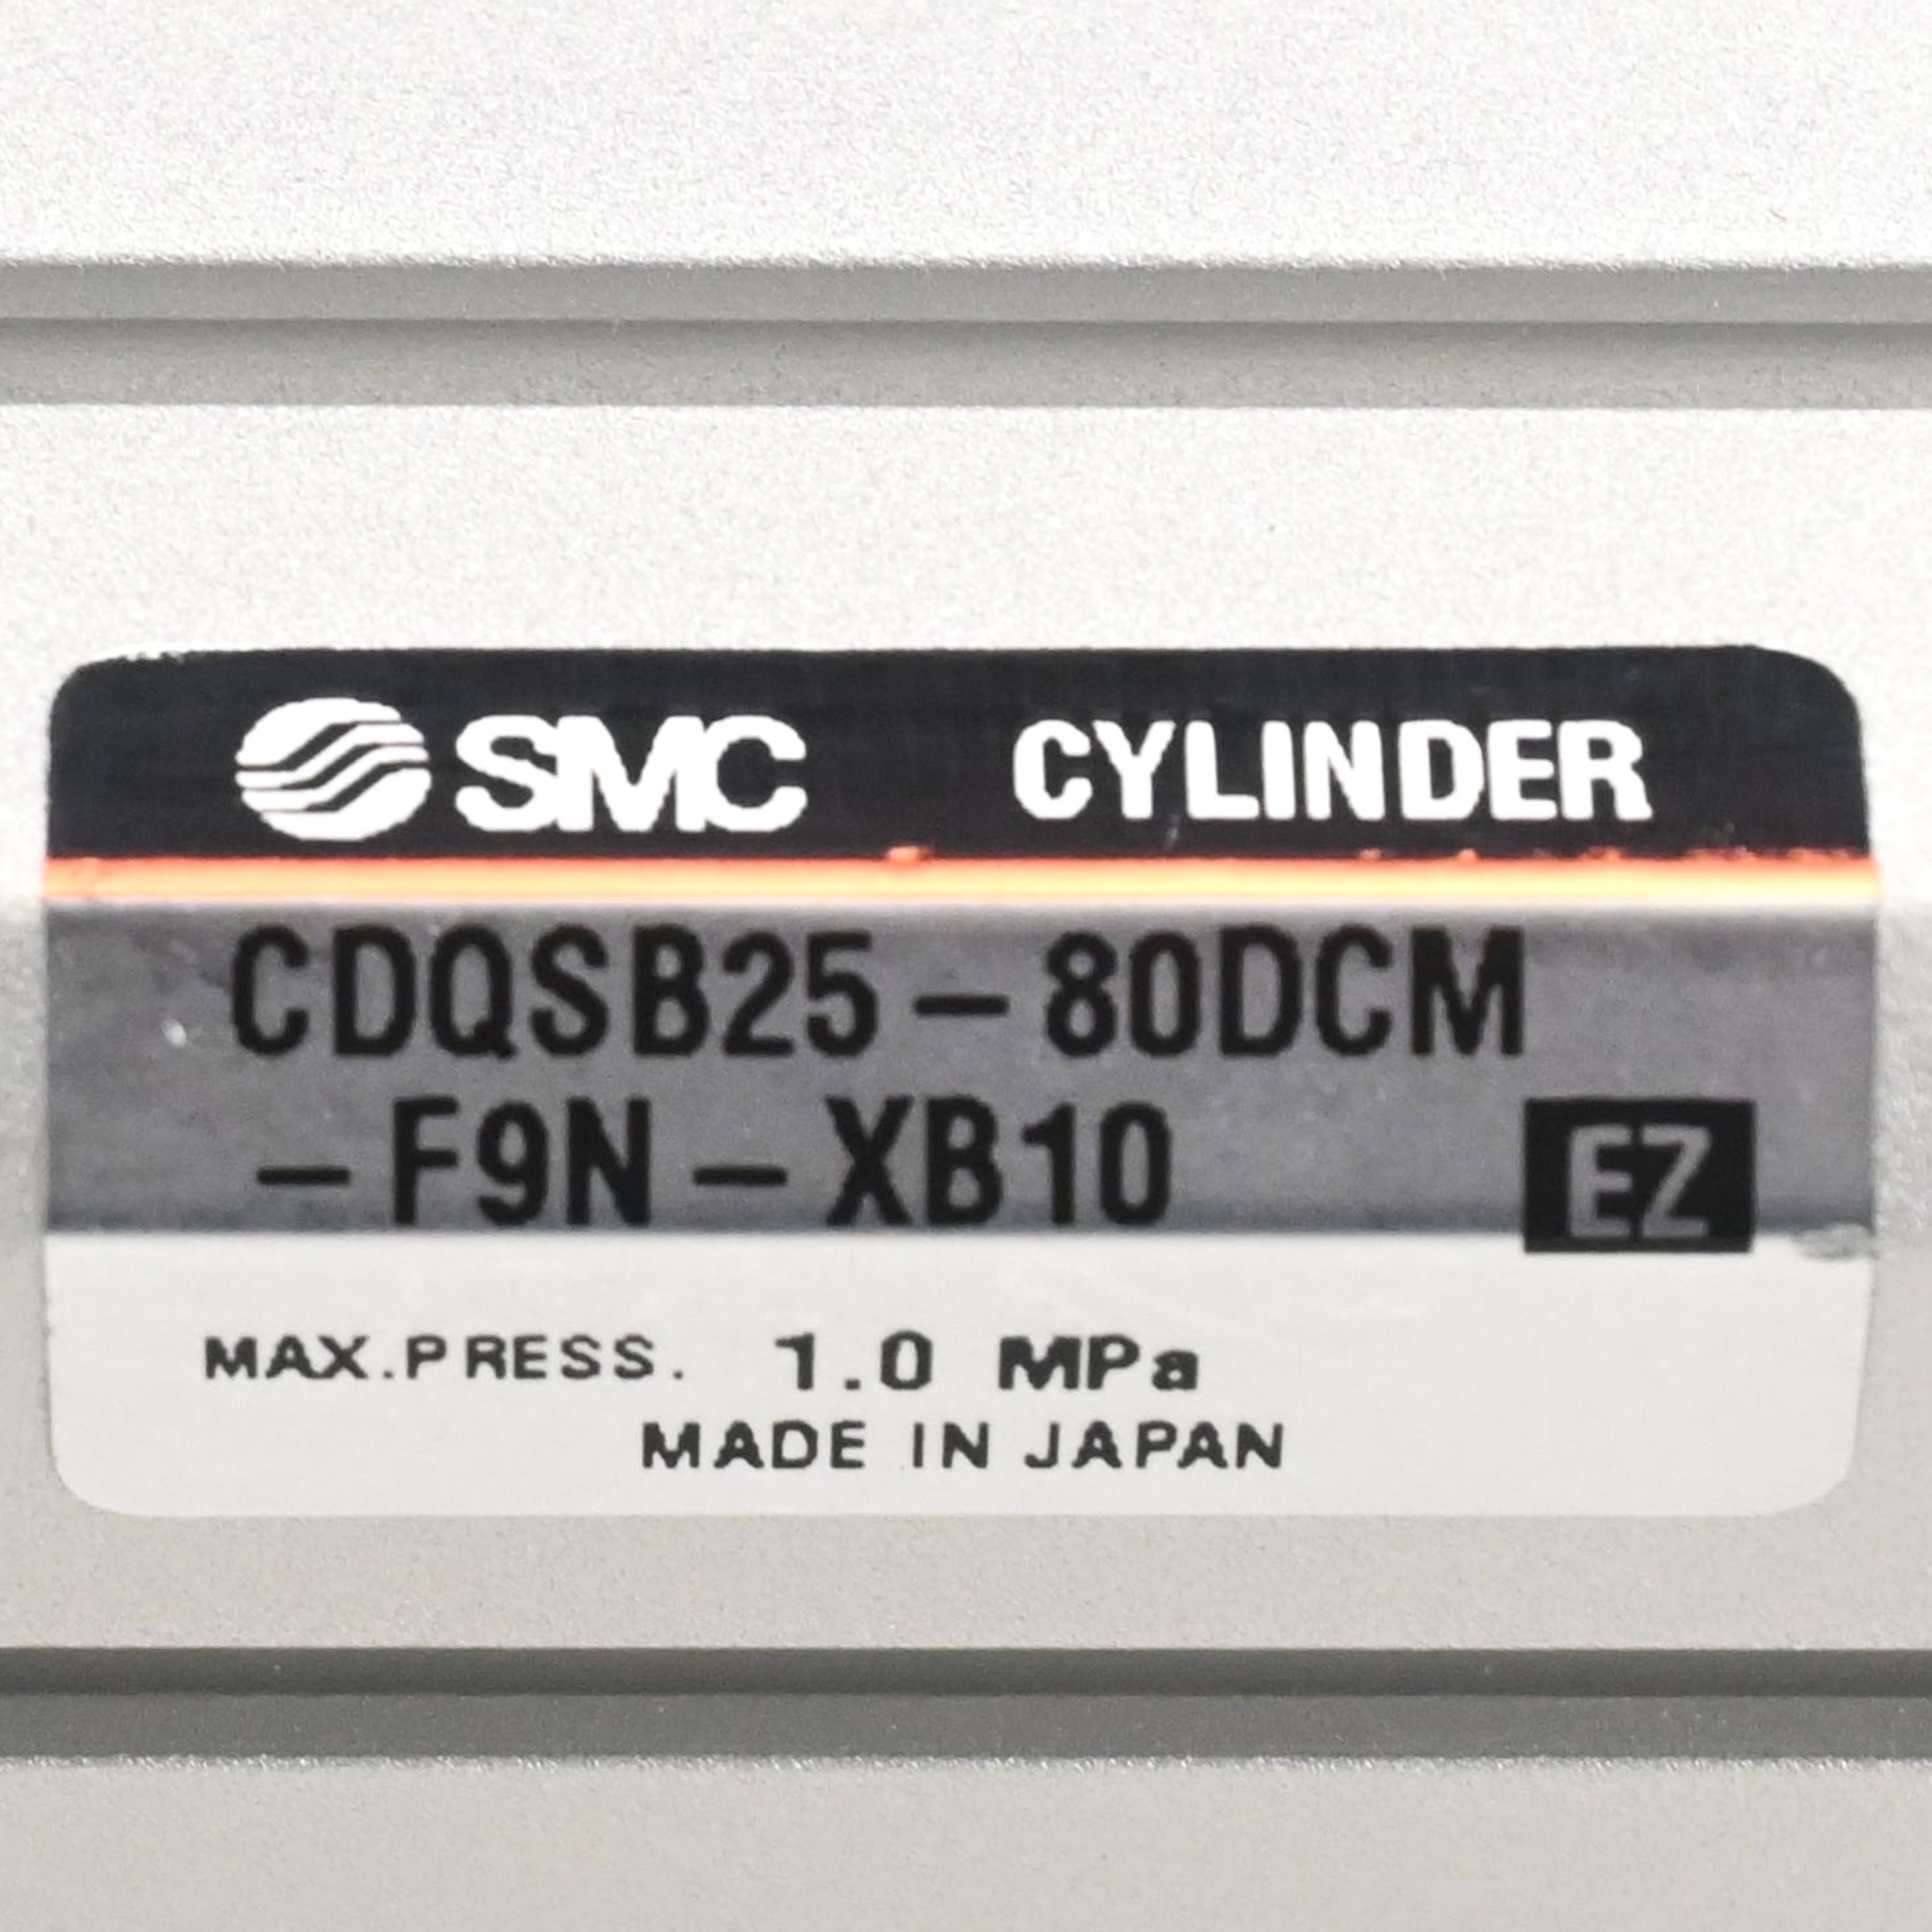 SMC CYLINDER
CDQSB25-80DCM
-F9N-XB10 EZ
MAX.PRESS. 1.0 MPa
MADE IN JAPAN